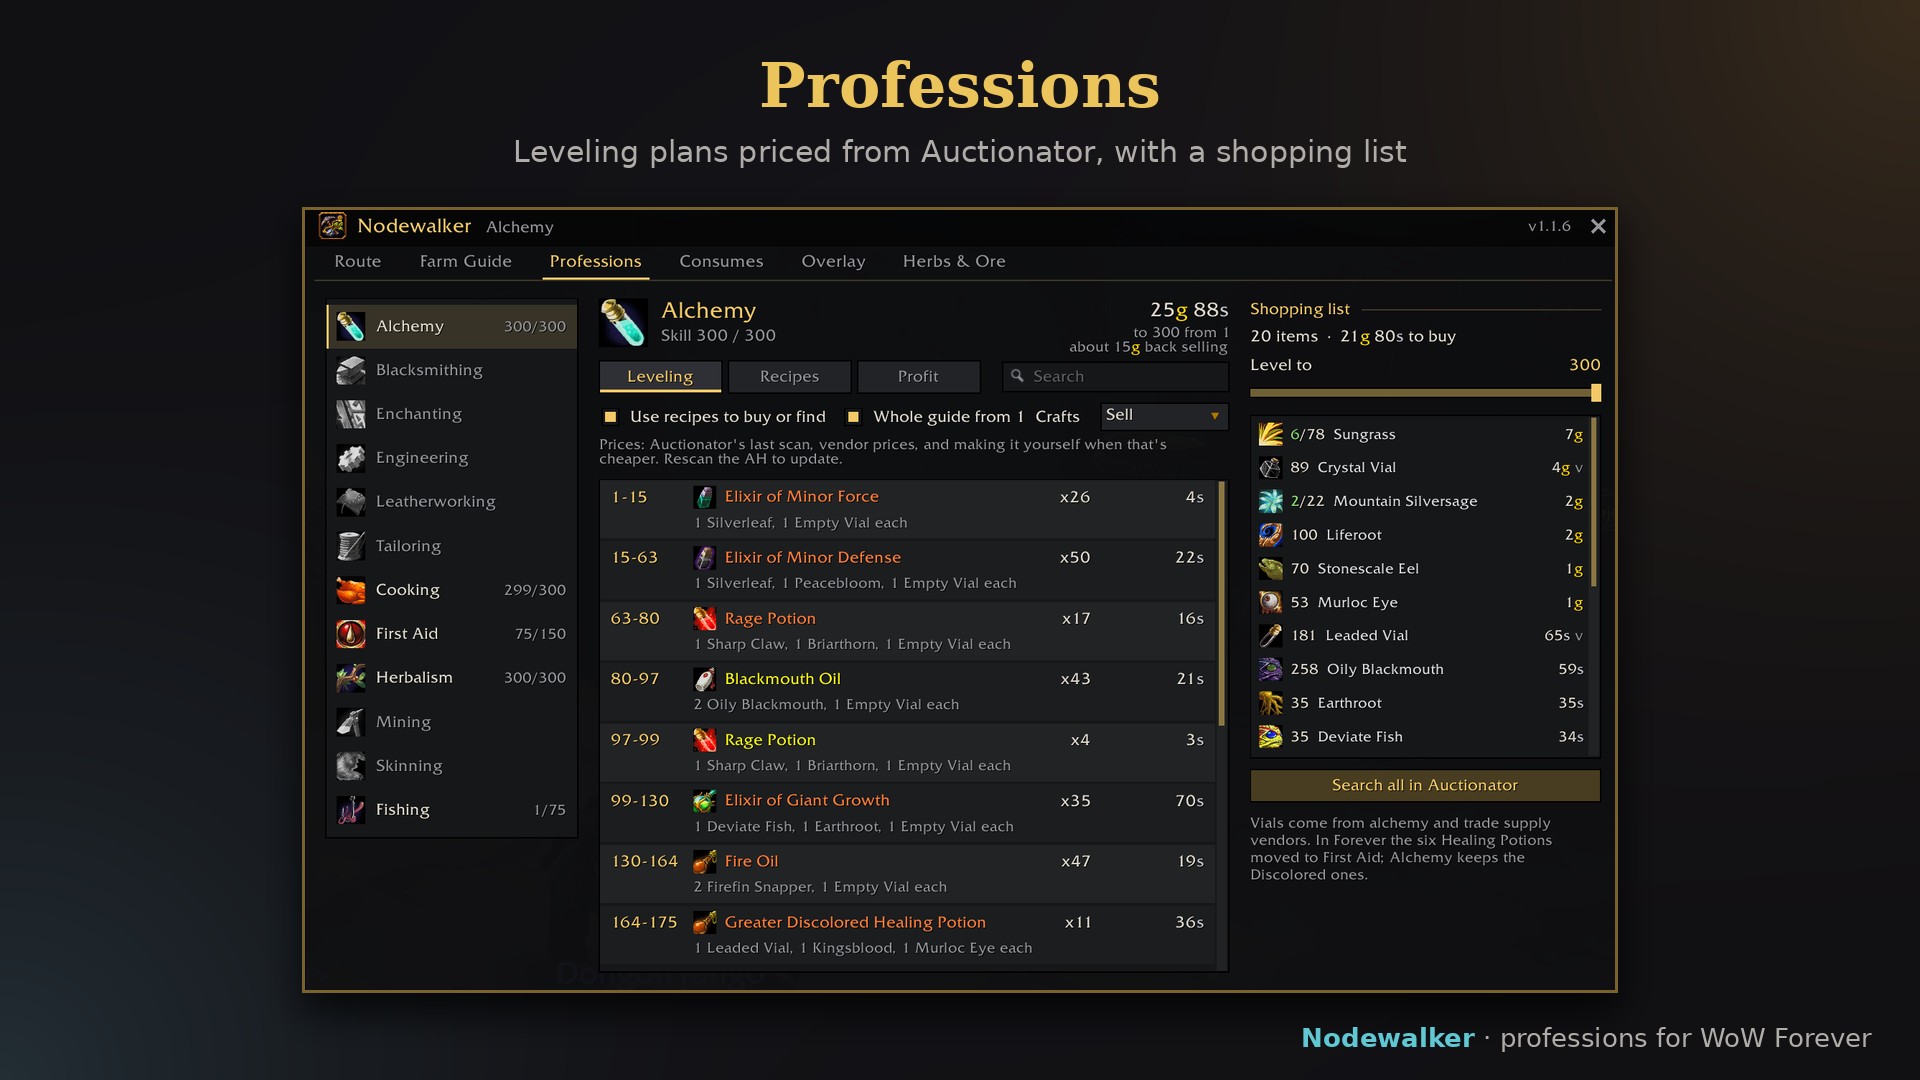 Professions
Leveling plans priced from Auctionator, with a shopping list
Nodewalker Alchemy v1.1.6
Route Farm Guide Professions Consumes Overlay Herbs & Ore
Alchemy 300/300
Blacksmithing
Enchanting
Engineering
Leatherworking
Tailoring
Cooking 299/300
First Aid 75/150
Herbalism 300/300
Mining
Skinning
Fishing 1/75
Alchemy
Skill 300 / 300
25g 88s
to 300 from 1
about 15g back selling
Leveling Recipes Profit Search
Use recipes to buy or find Whole guide from 1 Crafts Sell
Prices: Auctionator's last scan, vendor prices, and making it yourself when that's
cheaper. Rescan the AH to update.
1-15 Elixir of Minor Force x26 4s
1 Silverleaf, 1 Empty Vial each
15-63 Elixir of Minor Defense x50 22s
1 Silverleaf, 1 Peacebloom, 1 Empty Vial each
63-80 Rage Potion x17 16s
1 Sharp Claw, 1 Briarthorn, 1 Empty Vial each
80-97 Blackmouth Oil x43 21s
2 Oily Blackmouth, 1 Empty Vial each
97-99 Rage Potion x4 3s
1 Sharp Claw, 1 Briarthorn, 1 Empty Vial each
99-130 Elixir of Giant Growth x35 70s
1 Deviate Fish, 1 Earthroot, 1 Empty Vial each
130-164 Fire Oil x47 19s
2 Firefin Snapper, 1 Empty Vial each
164-175 Greater Discolored Healing Potion x11 36s
1 Leaded Vial, 1 Kingsblood, 1 Murloc Eye each
Shopping list
20 items · 21g 80s to buy
Level to 300
6/78 Sungrass 7g
89 Crystal Vial 4g v
2/22 Mountain Silversage 2g
100 Liferoot 2g
70 Stonescale Eel 1g
53 Murloc Eye 1g
181 Leaded Vial 65s v
258 Oily Blackmouth 59s
35 Earthroot 35s
35 Deviate Fish 34s
Search all in Auctionator
Vials come from alchemy and trade supply
vendors. In Forever the six Healing Potions
moved to First Aid; Alchemy keeps the
Discolored ones.
Nodewalker · professions for WoW Forever